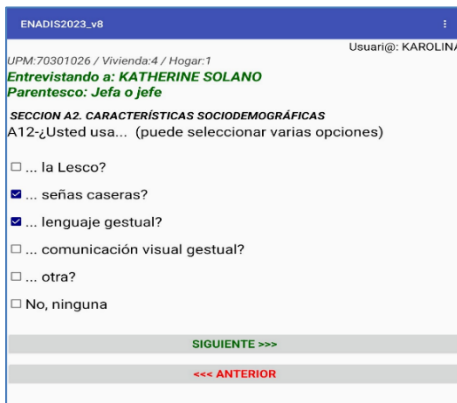 ENADIS2023_v8
Usuari@: KAROLINA
UPM:70301026 / Vivienda:4 / Hogar:1
Entrevistando a: KATHERINE SOLANO
Parentesco: Jefa o jefe
SECCION A2. CARACTERÍSTICAS SOCIODEMOGRÁFICAS
A12-¿Usted usa... (puede seleccionar varias opciones)
... la Lesco?
... señas caseras?
... lenguaje gestual?
... comunicación visual gestual?
... otra?
No, ninguna
SIGUIENTE >>>
<<< ANTERIOR